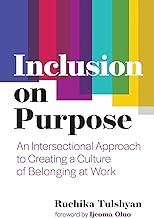 Inclusion
on
Purpose
An Intersectional Approach
to Creating a Culture
of Belonging at Work
Ruchika Tulshyan
foreword by Ijeoma Oluo